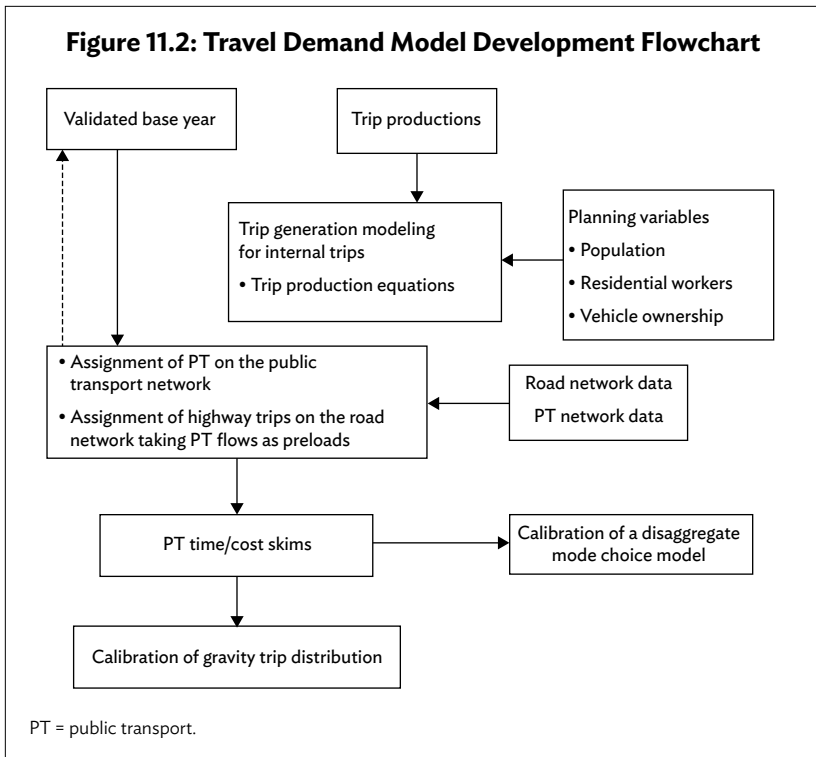 Figure 11.2: Travel Demand Model Development Flowchart
Validated base year
Trip productions
Trip generation modeling
for internal trips
• Trip production equations
Planning variables
• Population
• Residential workers
• Vehicle ownership
• Assignment of PT on the public
transport network
• Assignment of highway trips on the road
network taking PT flows as preloads
Road network data
PT network data
PT time/cost skims
Calibration of a disaggregate
mode choice model
Calibration of gravity trip distribution
PT = public transport.